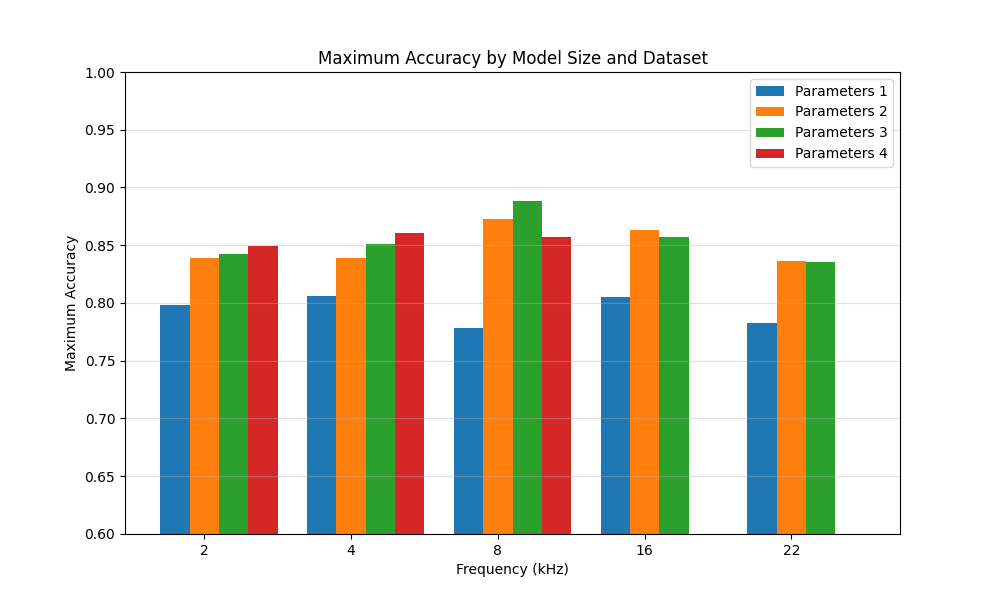 Maximum Accuracy by Model Size and Dataset
Maximum Accuracy
1.00
0.95
0.90
0.85
0.80
0.75
0.70
0.65
0.60
Parameters 1
Parameters 2
Parameters 3
Parameters 4
2 4 8 16 22
Frequency (kHz)